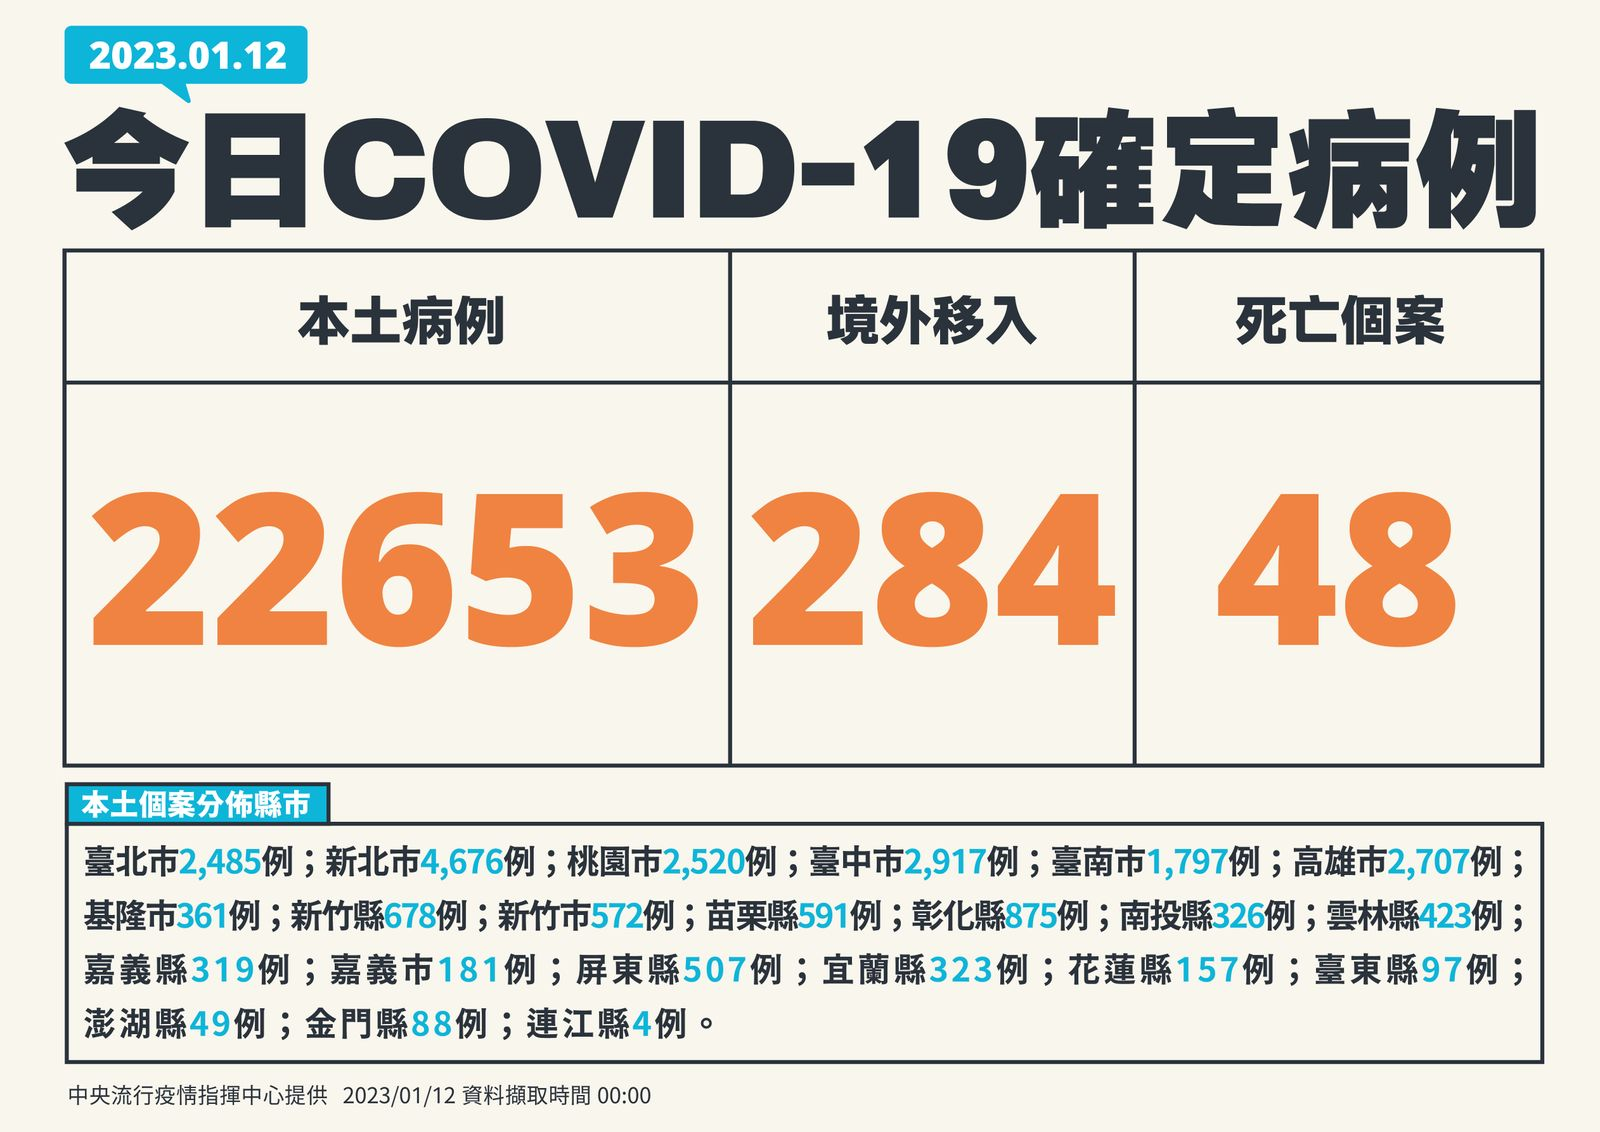 2023.01.12
今日COVID-19確定病例
本土病例 境外移入 死亡個案
22653 284 48
本土個案分佈縣市
臺北市2,485例；新北市4,676例；桃園市2,520例；臺中市2,917例；臺南市1,797例；高雄市2,707例；
基隆市361例；新竹縣678例；新竹市572例；苗栗縣591例；彰化縣875例；南投縣326例；雲林縣423例；
嘉義縣319例；嘉義市181例；屏東縣507例；宜蘭縣323例；花蓮縣157例；臺東縣97例；
澎湖縣49例；金門縣88例；連江縣4例。
中央流行疫情指揮中心提供 2023/01/12 資料擷取時間 00:00